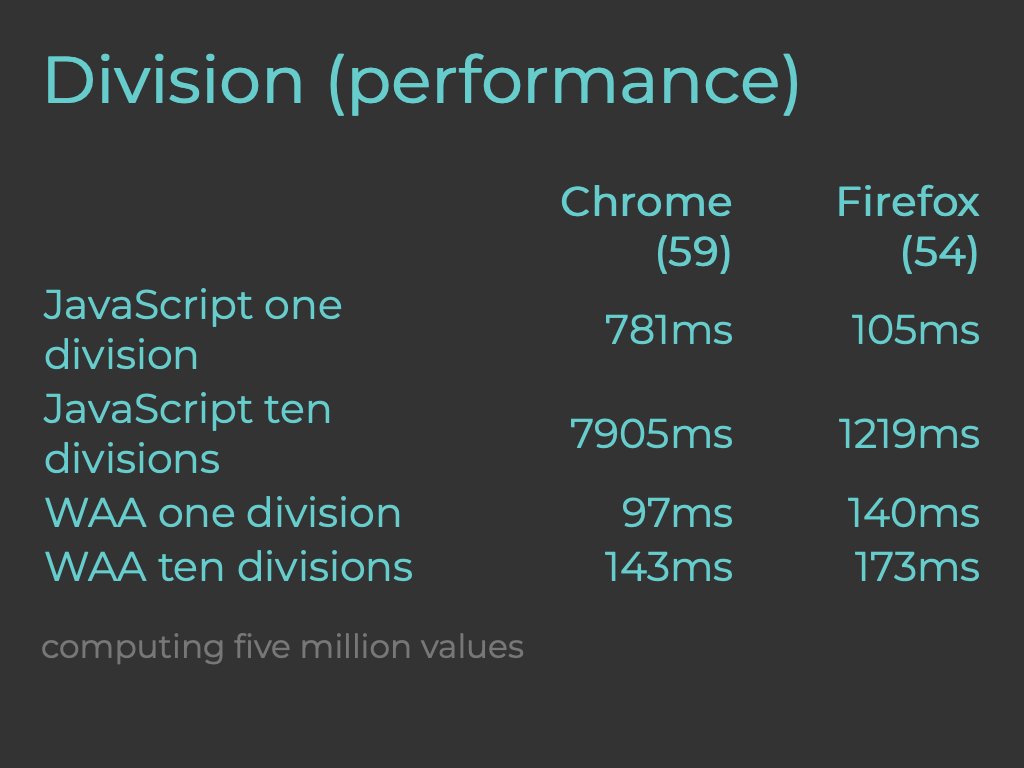 Division (performance)
Chrome Firefox
(59) (54)
JavaScript one
division 781ms 105ms
JavaScript ten
divisions 7905ms 1219ms
WAA one division 97ms 140ms
WAA ten divisions 143ms 173ms
computing five million values